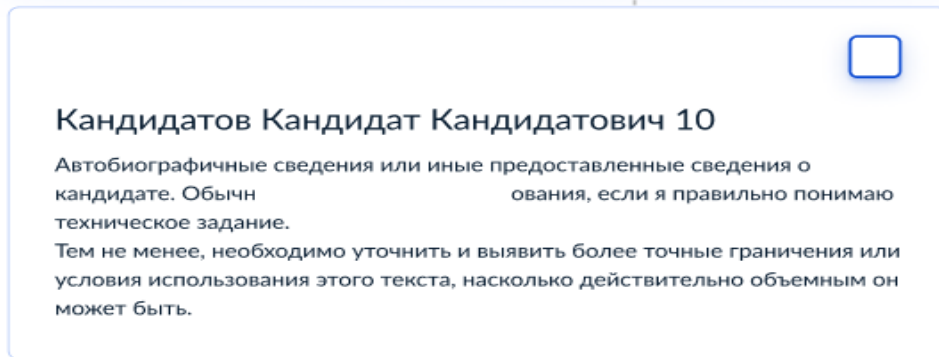 Кандидатов Кандидат Кандидатович 10
Автобиографичные сведения или иные предоставленные сведения о
кандидате. Обычн ования, если я правильно понимаю
техническое задание.
Тем не менее, необходимо уточнить и выявить более точные граничения или
условия использования этого текста, насколько действительно объемным он
может быть.